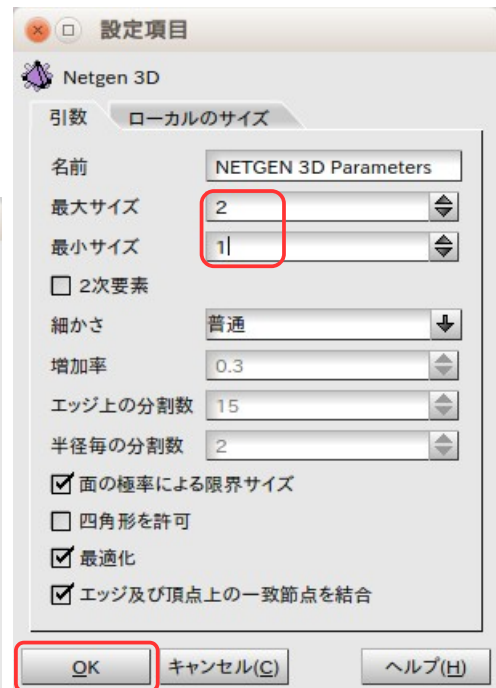 設定項目
Netgen 3D
引数 ローカルのサイズ
名前 NETGEN 3D Parameters
最大サイズ 2
最小サイズ 1
2次要素
細かさ 普通
増加率 0.3
エッジ上の分割数 15
半径毎の分割数 2
面の極率による限界サイズ
四角形を許可
最適化
エッジ及び頂点上の一致節点を結合
OK キャンセル(C) ヘルプ(H)